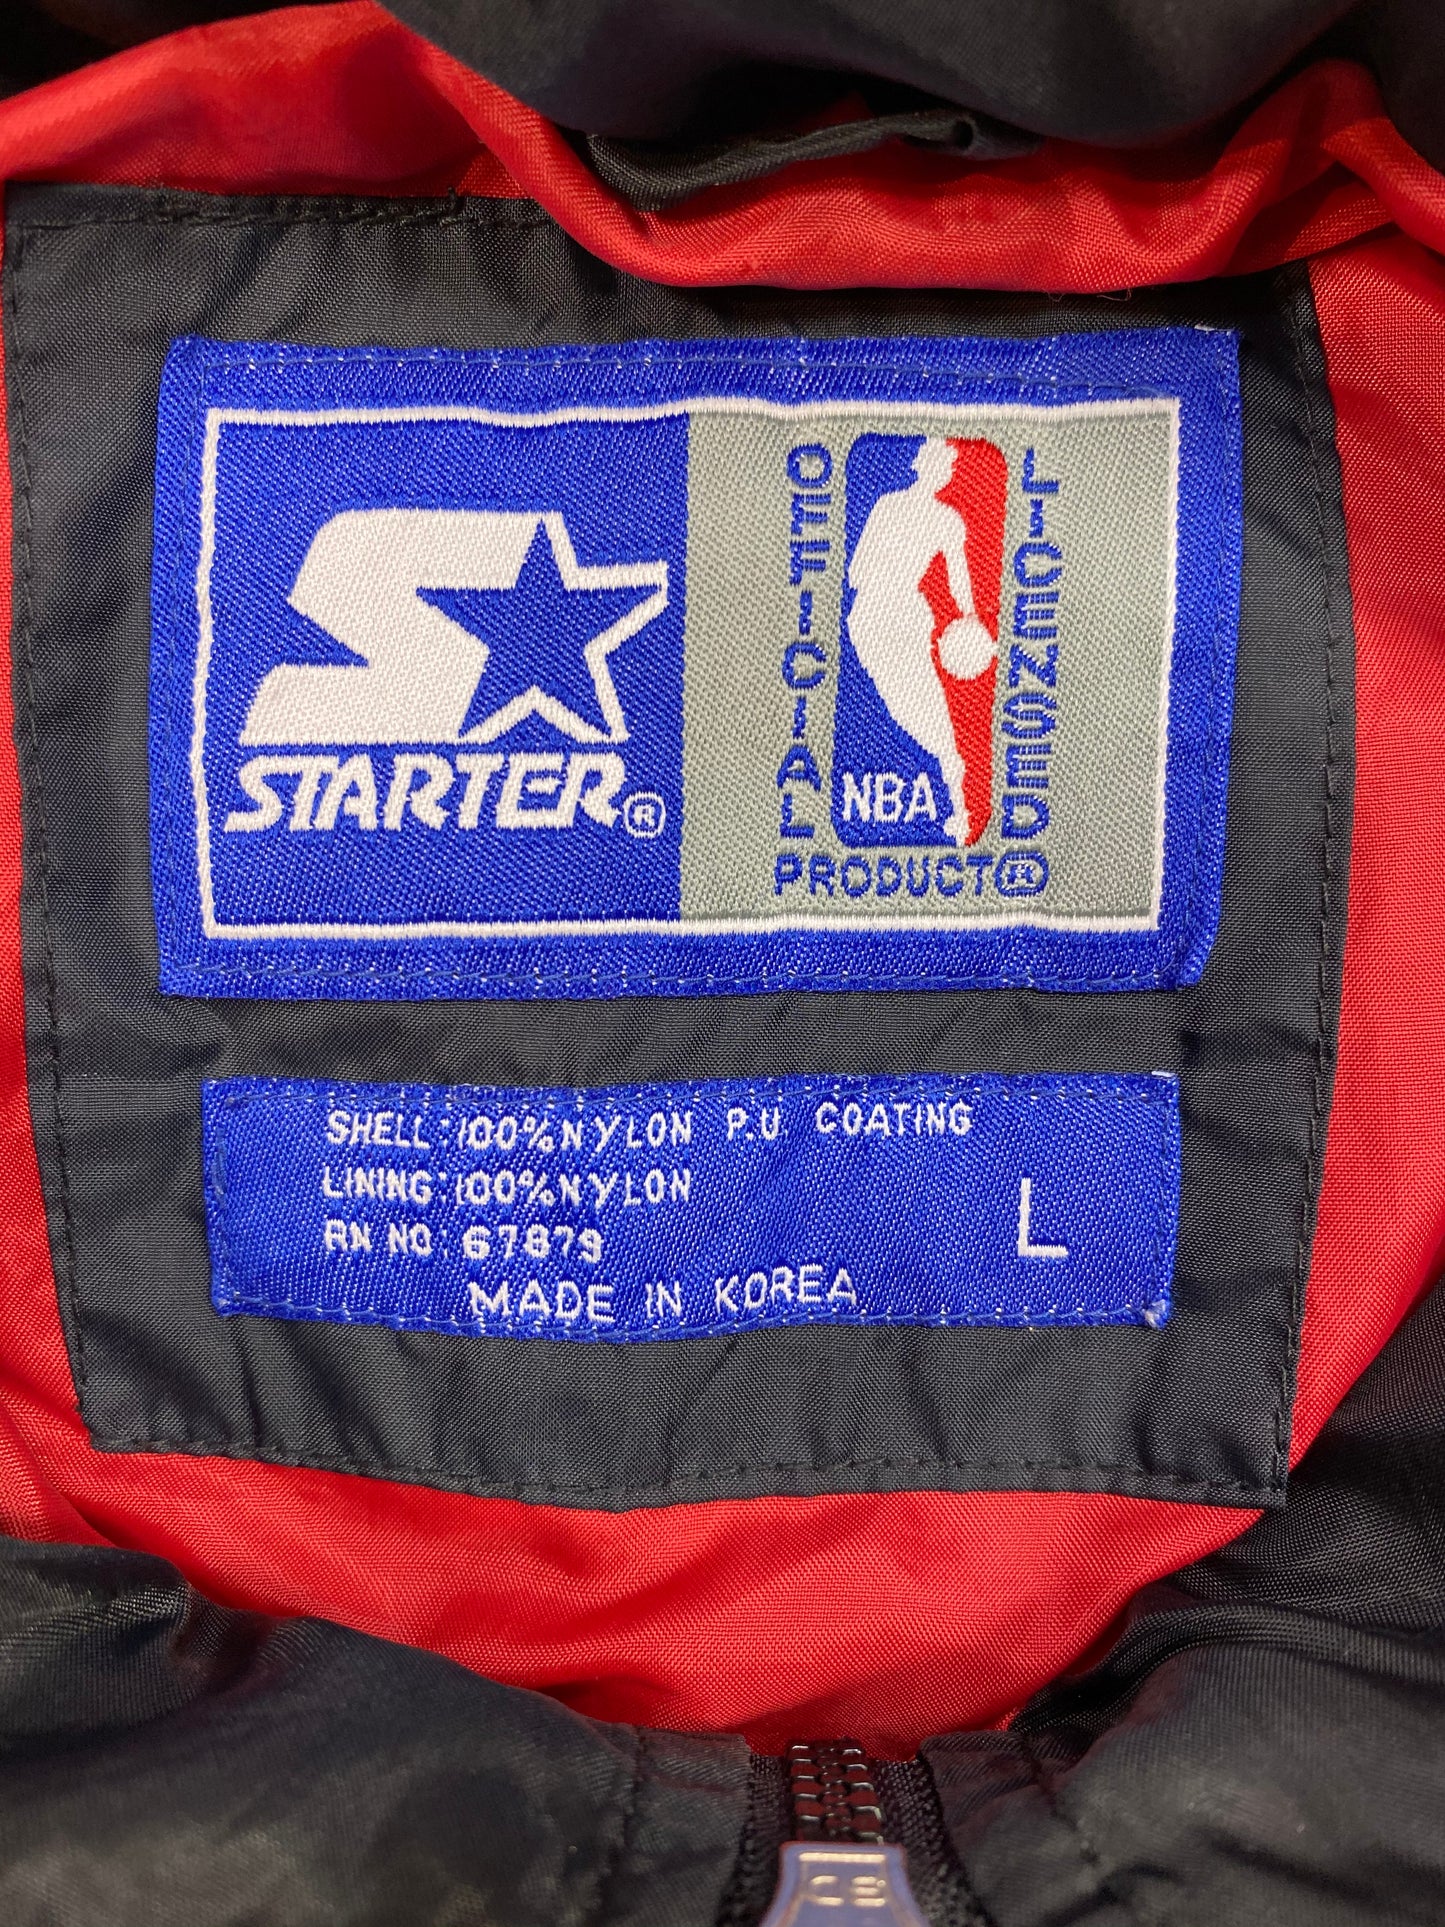 STARTER®
OFFICIAL
LICENSED
NBA
PRODUCT®
SHELL:100%NYLON P.U COATING
LINING:100%NYLON
RN NO. 67879
L
MADE IN KOREA